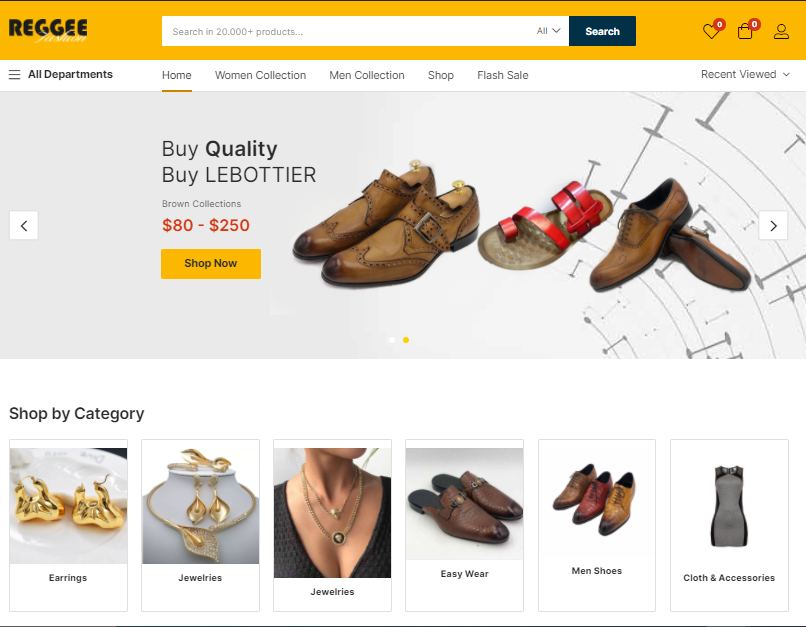 REGGEE
Fashion
Search in 20.000+ products...
All
Search
0
0
All Departments
Home
Women Collection
Men Collection
Shop
Flash Sale
Recent Viewed
Buy Quality
Buy LEBOTTIER
Brown Collections
$80 - $250
Shop Now
Shop by Category
Earrings
Jewelries
Jewelries
Easy Wear
Men Shoes
Cloth & Accessories